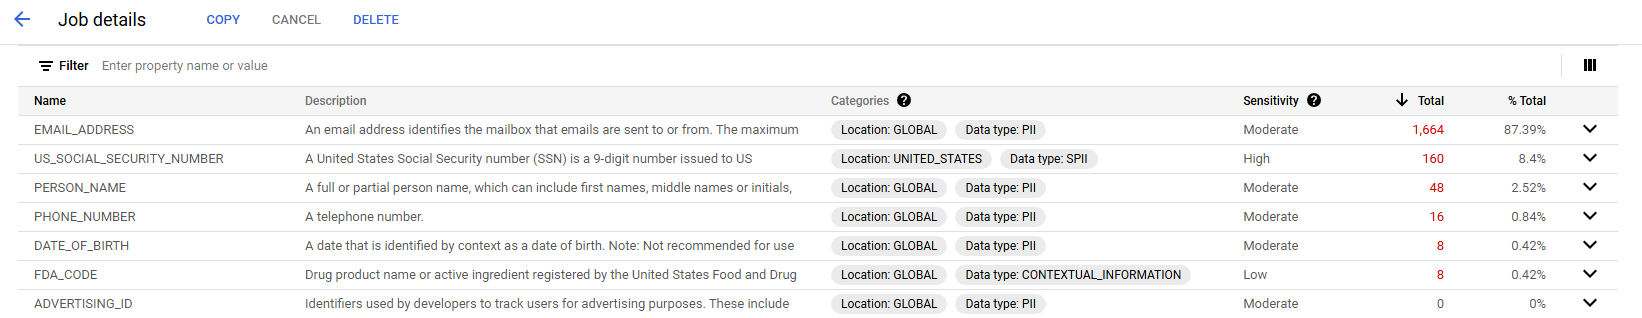 Job details COPY CANCEL DELETE
Filter Enter property name or value
Name Description Categories Sensitivity Total % Total
EMAIL_ADDRESS An email address identifies the mailbox that emails are sent to or from. The maximum Location: GLOBAL Data type: PII Moderate 1,664 87.39%
US_SOCIAL_SECURITY_NUMBER A United States Social Security number (SSN) is a 9-digit number issued to US Location: UNITED_STATES Data type: SPII High 160 8.4%
PERSON_NAME A full or partial person name, which can include first names, middle names or initials, Location: GLOBAL Data type: PII Moderate 48 2.52%
PHONE_NUMBER A telephone number. Location: GLOBAL Data type: PII Moderate 16 0.84%
DATE_OF_BIRTH A date that is identified by context as a date of birth. Note: Not recommended for use Location: GLOBAL Data type: PII Moderate 8 0.42%
FDA_CODE Drug product name or active ingredient registered by the United States Food and Drug Location: GLOBAL Data type: CONTEXTUAL_INFORMATION Low 8 0.42%
ADVERTISING_ID Identifiers used by developers to track users for advertising purposes. These include Location: GLOBAL Data type: PII Moderate 0 0%